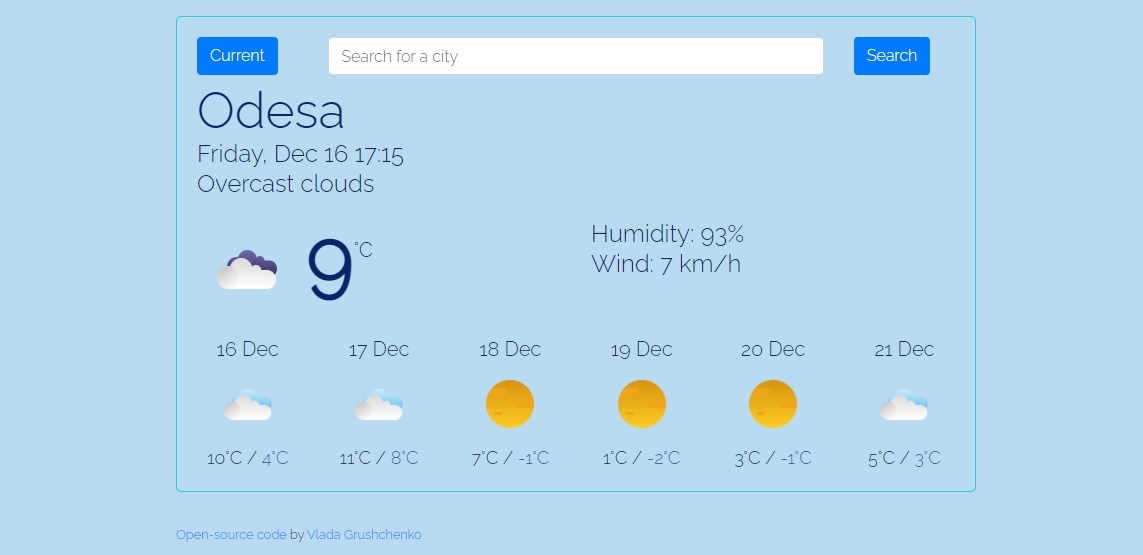 Current
Search for a city
Search
Odesa
Friday, Dec 16 17:15
Overcast clouds
9°C
Humidity: 93%
Wind: 7 km/h
16 Dec 17 Dec 18 Dec 19 Dec 20 Dec 21 Dec
10°C / 4°C 11°C / 8°C 7°C / -1°C 1°C / -2°C 3°C / -1°C 5°C / 3°C
Open-source code by Vlada Grushchenko